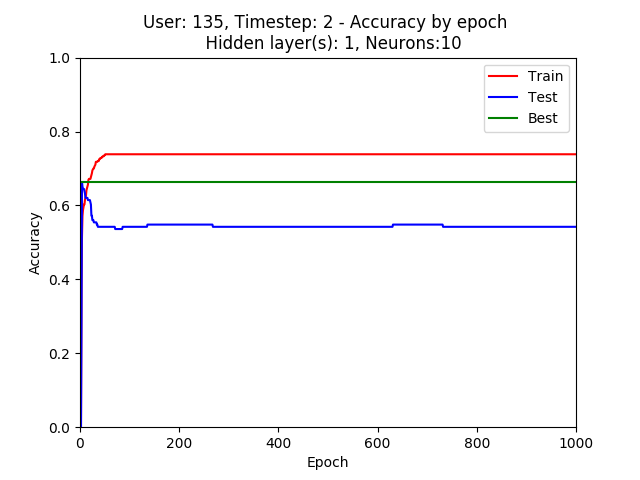 User: 135, Timestep: 2 - Accuracy by epoch
Hidden layer(s): 1, Neurons:10
Train
Test
Best
1.0
0.8
0.6
0.4
0.2
0.0
Accuracy
0 200 400 600 800 1000
Epoch